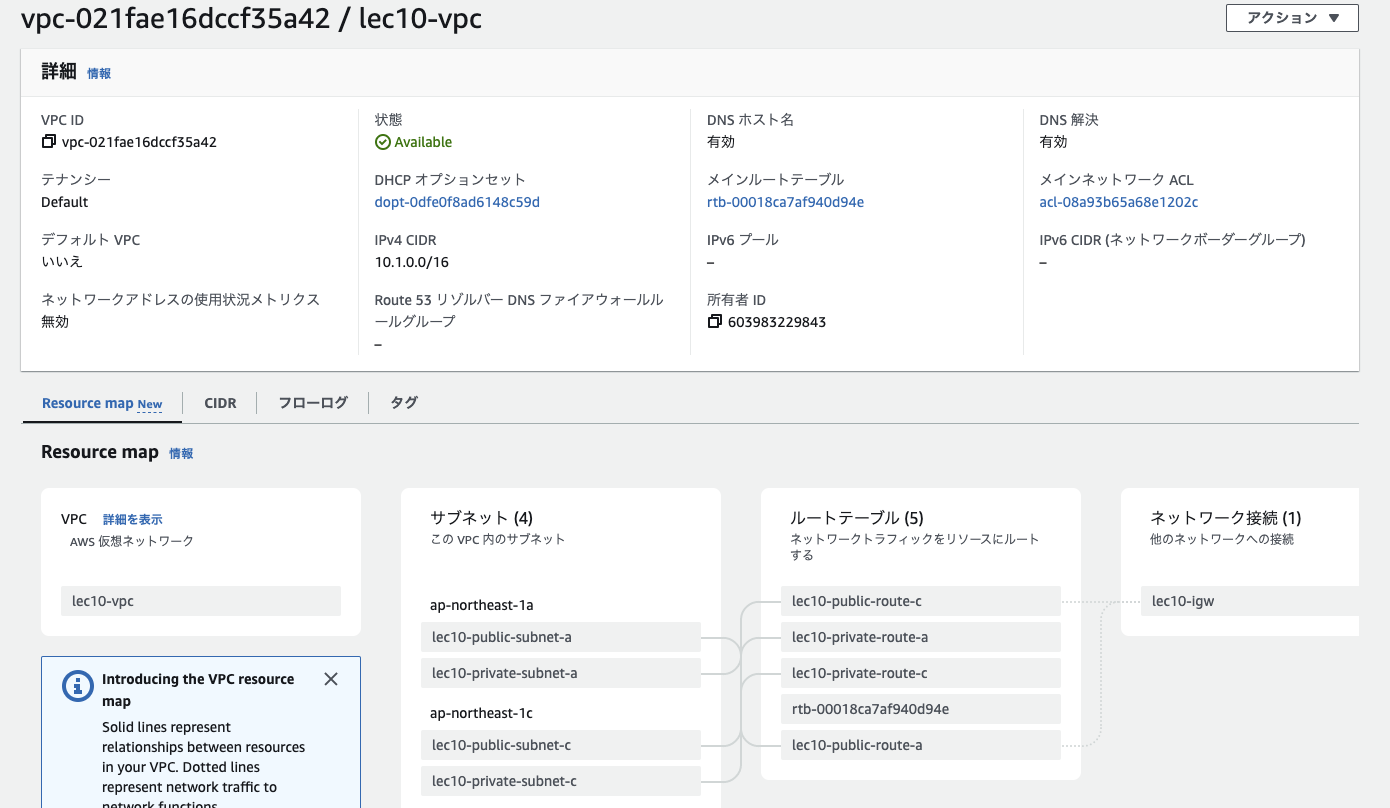 vpc-021fae16dccf35a42 / lec10-vpc
アクション ▼
詳細 情報
VPC ID
vpc-021fae16dccf35a42
状態
Available
DNS ホスト名
有効
DNS 解決
有効
テナンシー
Default
DHCP オプションセット
dopt-0dfe0f8ad6148c59d
メインルートテーブル
rtb-00018ca7af940d94e
メインネットワーク ACL
acl-08a93b65a68e1202c
デフォルト VPC
いいえ
IPv4 CIDR
10.1.0.0/16
IPv6 プール
–
IPv6 CIDR (ネットワークボーダーグループ)
–
ネットワークアドレスの使用状況メトリクス
無効
Route 53 リゾルバー DNS ファイアウォールル
ールグループ
–
所有者 ID
603983229843
Resource map New
CIDR
フローログ
タグ
Resource map 情報
VPC 詳細を表示
AWS 仮想ネットワーク
lec10-vpc
Introducing the VPC resource
map
Solid lines represent
relationships between resources
in your VPC. Dotted lines
represent network traffic to
network functions.
サブネット (4)
この VPC 内のサブネット
ap-northeast-1a
lec10-public-subnet-a
lec10-private-subnet-a
ap-northeast-1c
lec10-public-subnet-c
lec10-private-subnet-c
ルートテーブル (5)
ネットワークトラフィックをリソースにルート
する
lec10-public-route-c
lec10-private-route-a
lec10-private-route-c
rtb-00018ca7af940d94e
lec10-public-route-a
ネットワーク接続 (1)
他のネットワークへの接続
lec10-igw